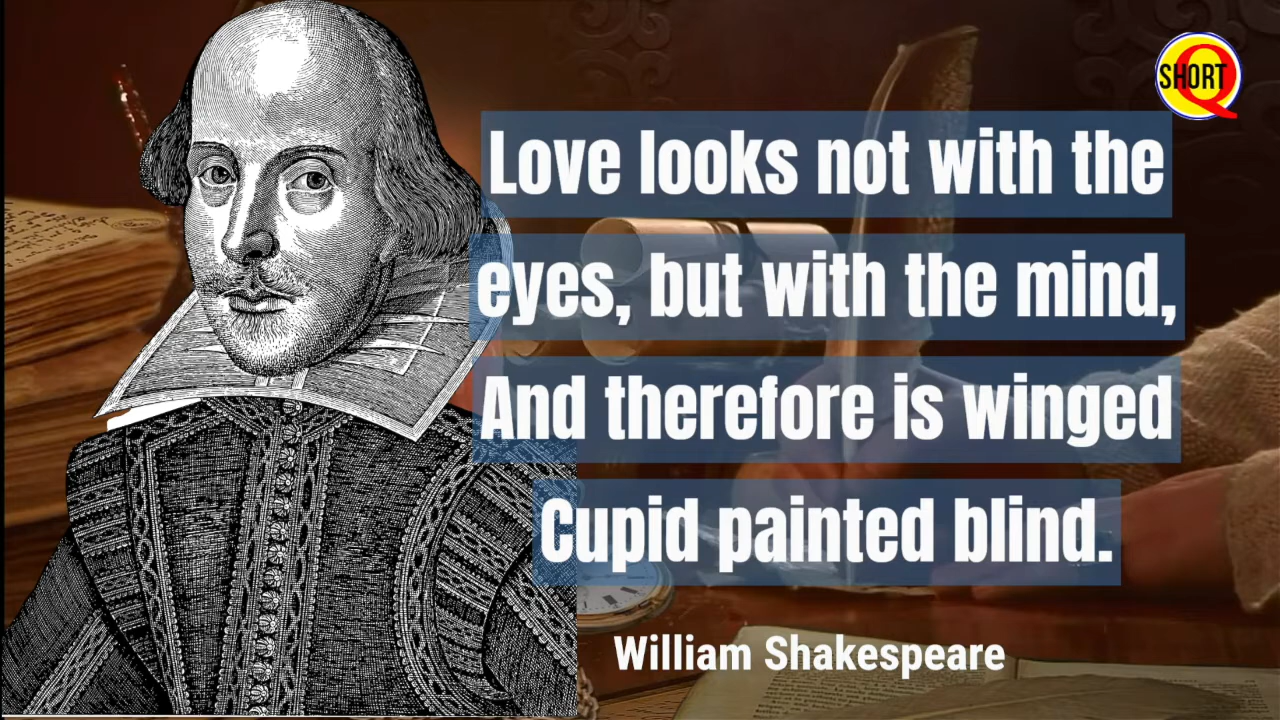 SHORT Q
Love looks not with the
eyes, but with the mind,
And therefore is winged
Cupid painted blind.
William Shakespeare